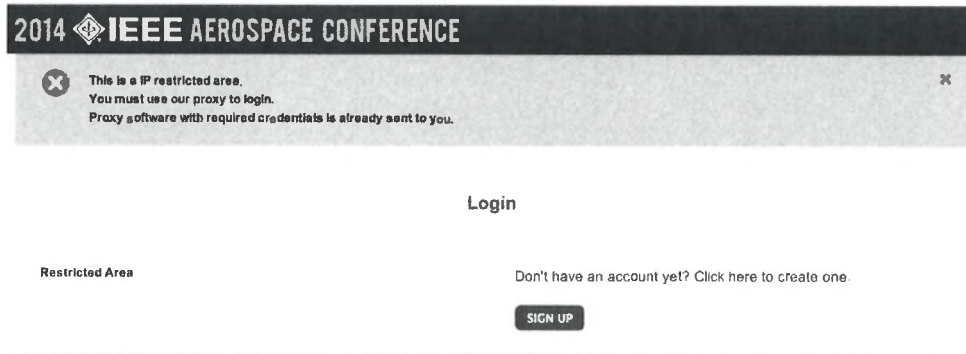 2014 IEEE AEROSPACE CONFERENCE
This is a IP restricted area,
You must use our proxy to login.
Proxy software with required credentials is already sent to you.
Login
Restricted Area
Don't have an account yet? Click here to create one.
SIGN UP